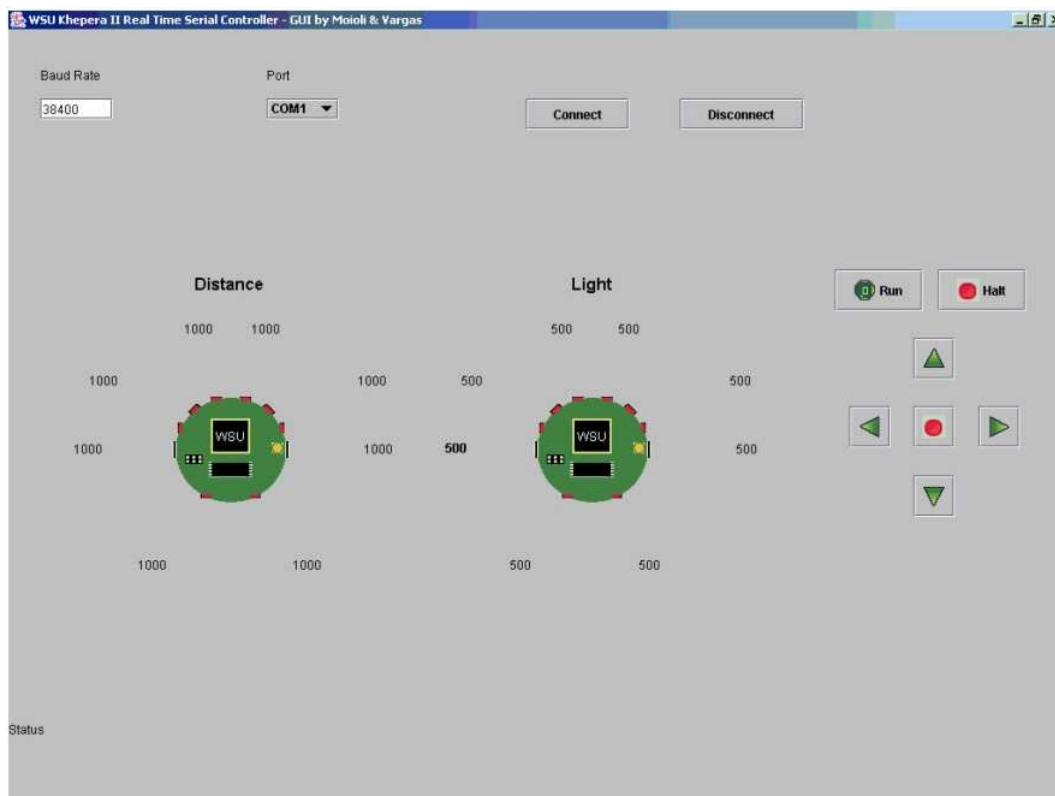 WSU Khepera II Real Time Serial Controller - GUI by Moioli & Vargas
Baud Rate
Port
38400
COM1
Connect
Disconnect
Distance
Light
Run
Halt
1000 1000
500 500
1000
1000
500
500
WSU
WSU
1000
1000
500
500
1000
1000
500
500
Status